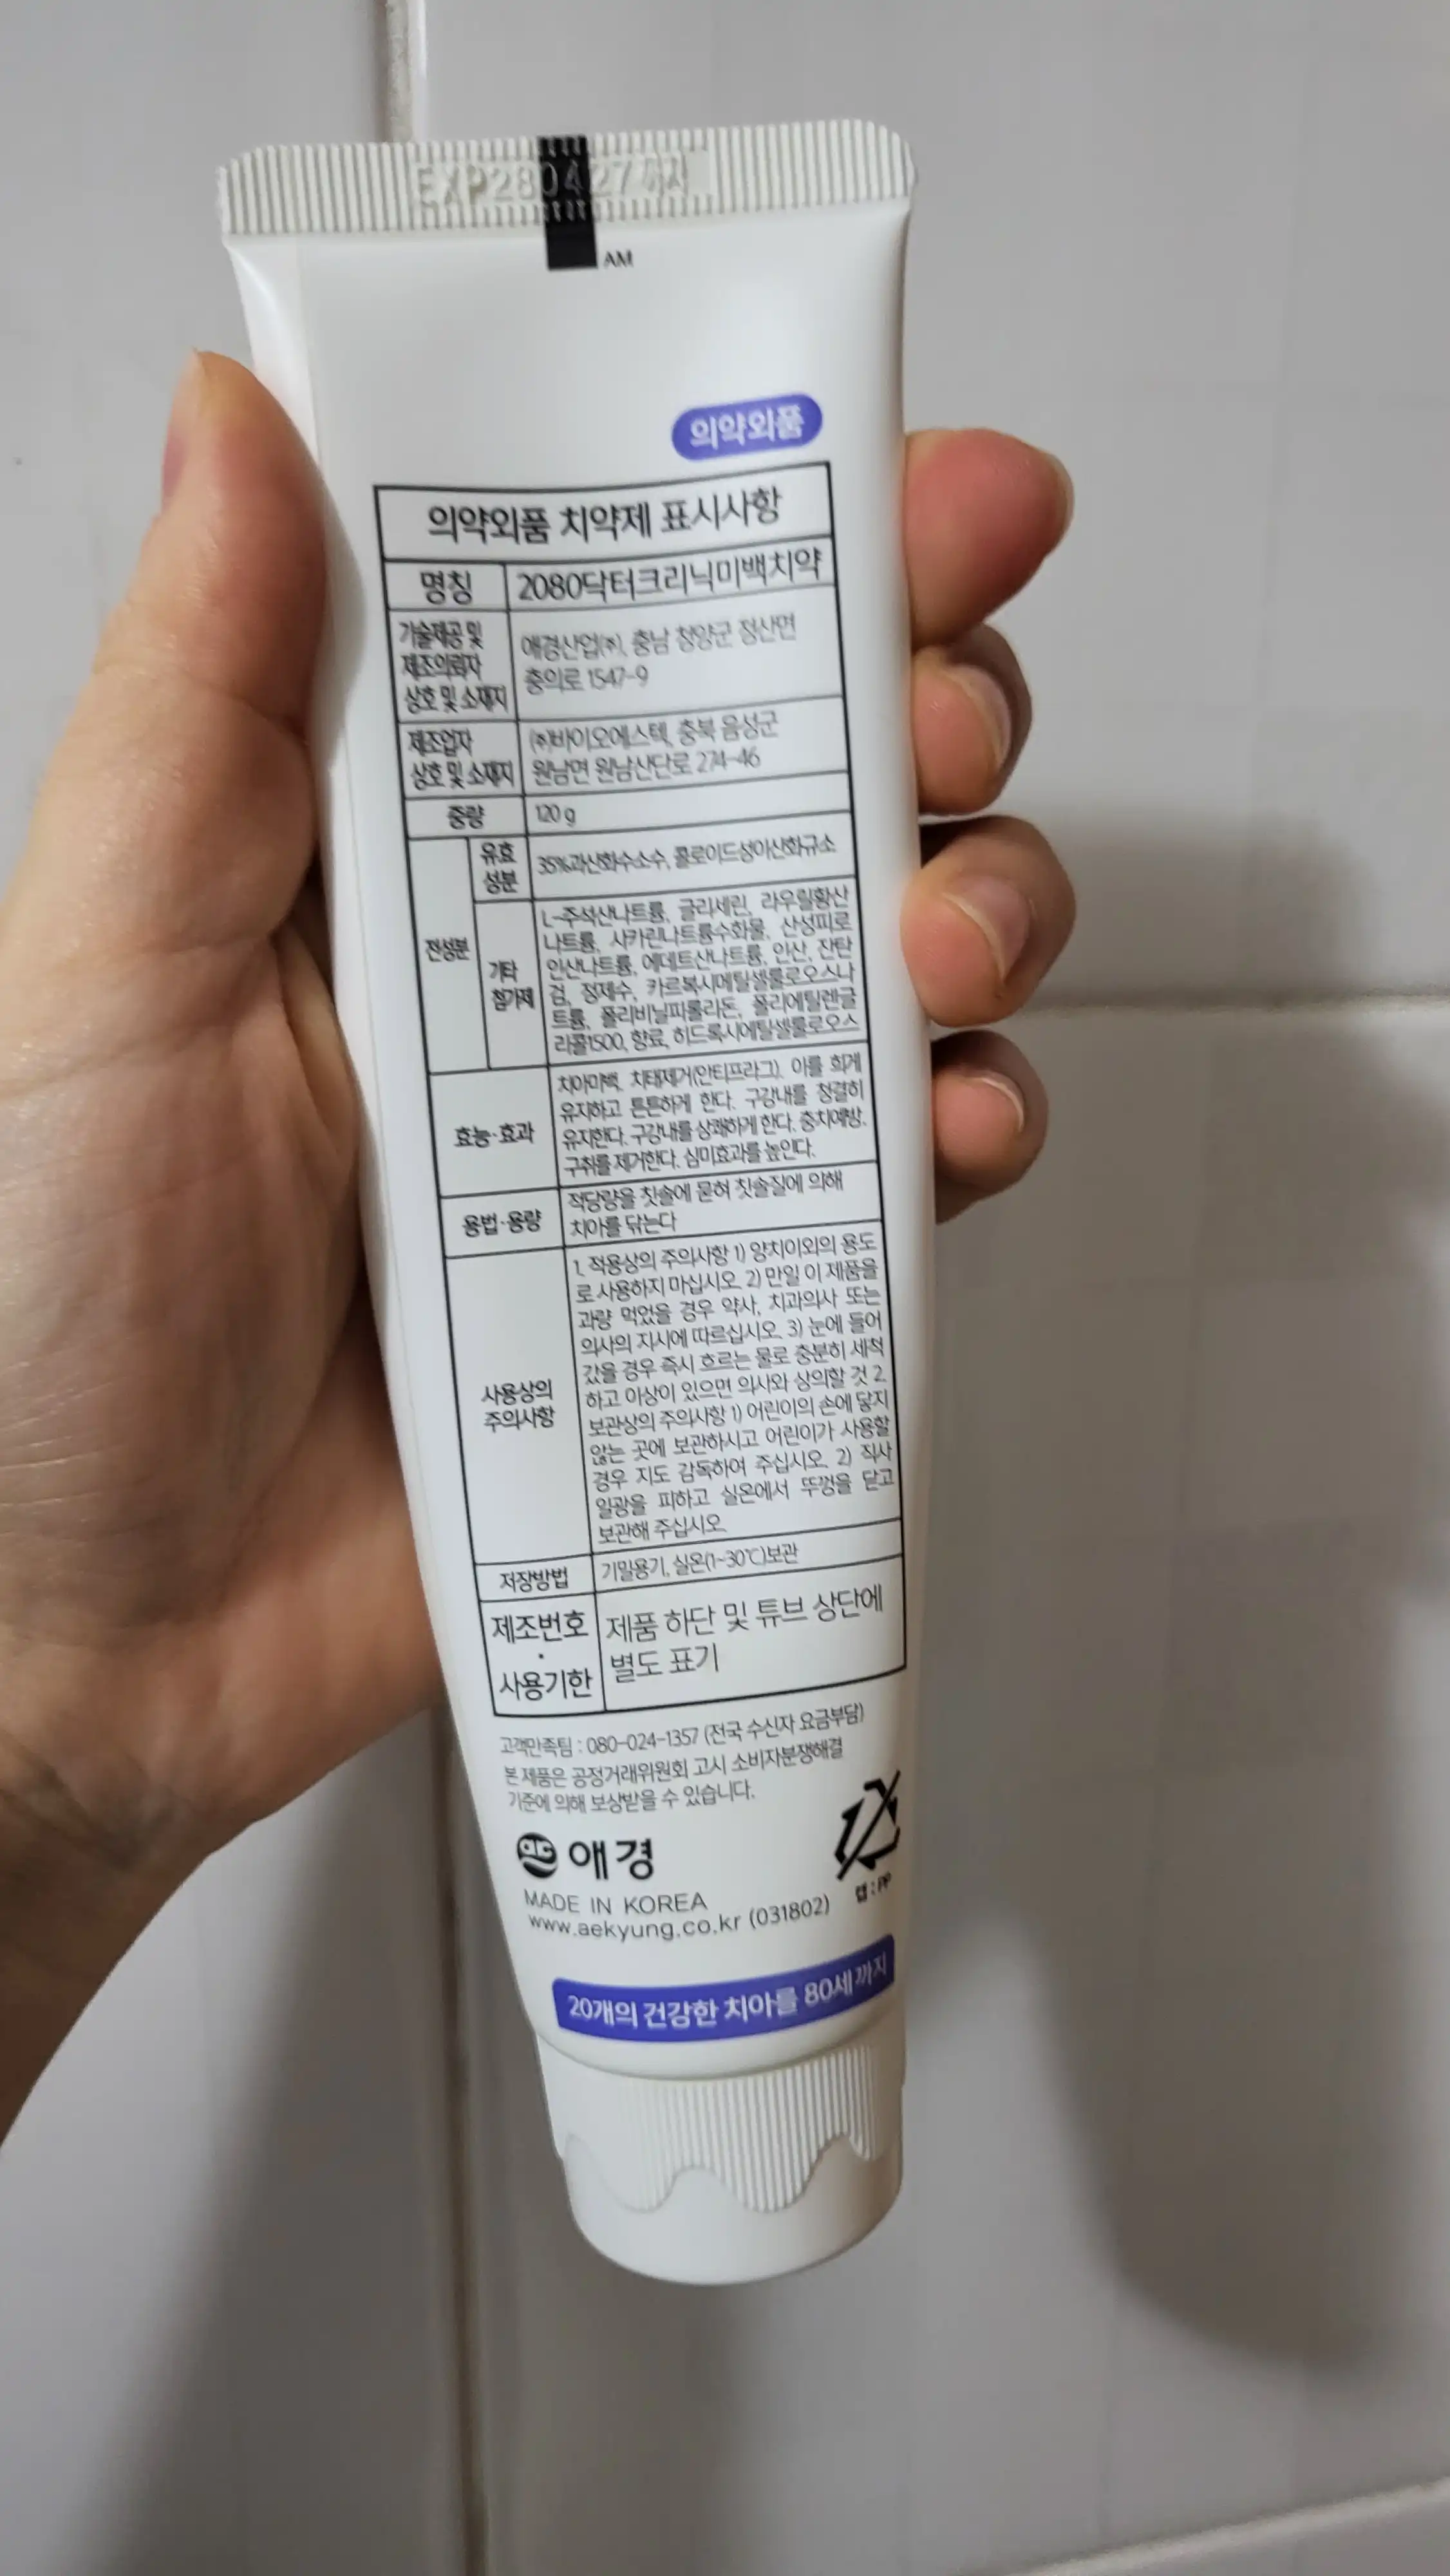 EXP280427까지
AM
의약외품
의약외품 치약제 표시사항
명칭
2080닥터크리닉미백치약
기술제공 및
제조의뢰자
상호 및 소재지
애경산업(주), 충남 청양군 정산면
충의로 1547-9
제조업자
상호 및 소재지
(주)바이오에스텍, 충북 음성군
원남면 원남산단로 274-46
중량
120 g
전성분
유효
성분
35%과산화수소수, 콜로이드성이산화규소
기타
첨가제
L-주석산나트륨, 글리세린, 라우릴황산
나트륨, 사카린나트륨수화물, 산성피로
인산나트륨, 에데트산나트륨, 인산, 잔탄
검, 정제수, 카르복시메틸셀룰로오스나
트륨, 폴리비닐피롤리돈, 폴리에틸렌글
리콜1500, 향료, 히드록시에틸셀룰로오스
효능·효과
치아미백. 치태제거(안티프라그). 이를 희게
유지하고 튼튼하게 한다. 구강내를 청결히
유지한다. 구강내를 상쾌하게 한다. 충치예방.
구취를 제거한다. 심미효과를 높인다.
용법·용량
적당량을 칫솔에 묻혀 칫솔질에 의해
치아를 닦는다
사용상의
주의사항
1. 적용상의 주의사항 1) 양치이외의 용도
로 사용하지 마십시오. 2) 만일 이 제품을
과량 먹었을 경우 약사, 치과의사 또는
의사의 지시에 따르십시오. 3) 눈에 들어
갔을 경우 즉시 흐르는 물로 충분히 세척
하고 이상이 있으면 의사와 상의할 것 2.
보관상의 주의사항 1) 어린이의 손에 닿지
않는 곳에 보관하시고 어린이가 사용할
경우 지도 감독하여 주십시오. 2) 직사
일광을 피하고 실온에서 뚜껑을 닫고
보관해 주십시오.
저장방법
기밀용기, 실온(1~30℃)보관
제조번호
·
사용기한
제품 하단 및 튜브 상단에
별도 표기
고객만족팀 : 080-024-1357 (전국 수신자 요금부담)
본 제품은 공정거래위원회 고시 소비자분쟁해결
기준에 의해 보상받을 수 있습니다.
애경
캡 : PP
MADE IN KOREA
www.aekyung.co.kr (031802)
20개의 건강한 치아를 80세까지